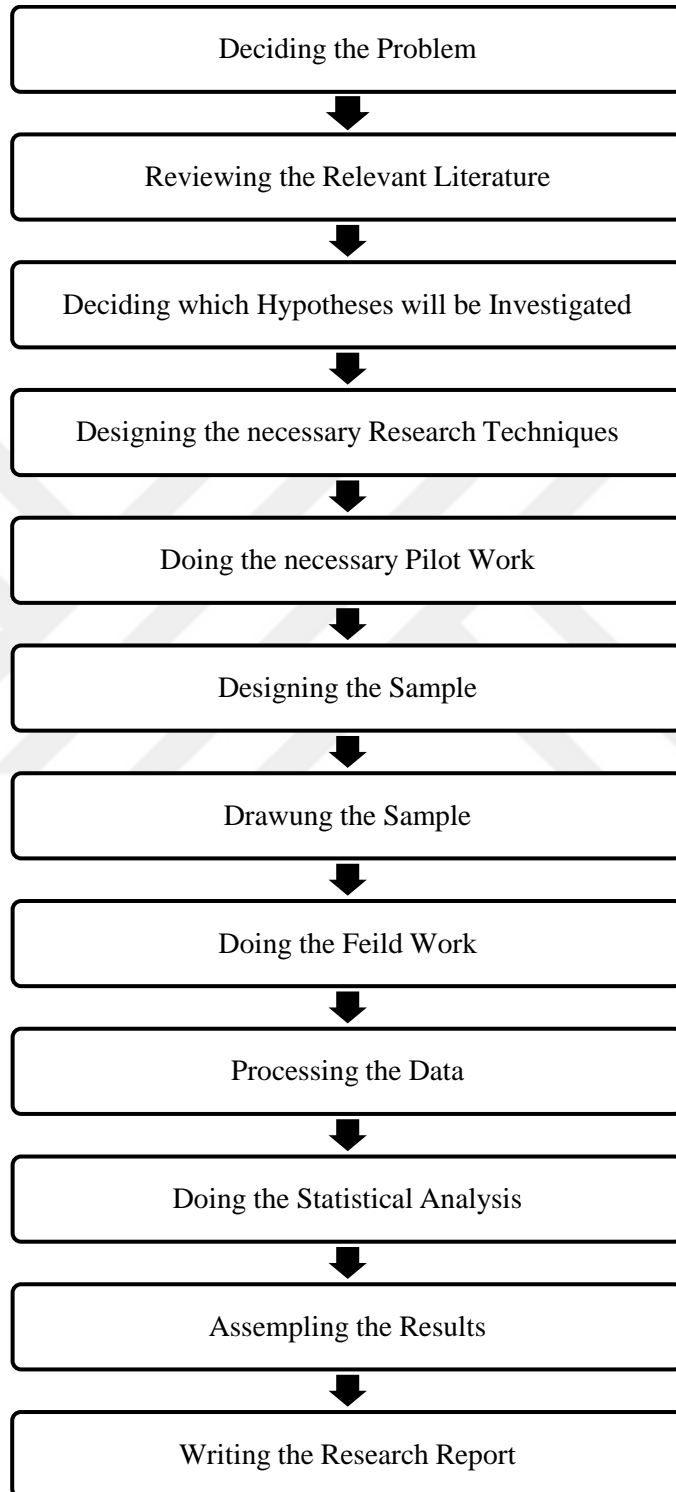 Deciding the Problem
Reviewing the Relevant Literature
Deciding which Hypotheses will be Investigated
Designing the necessary Research Techniques
Doing the necessary Pilot Work
Designing the Sample
Drawung the Sample
Doing the Feild Work
Processing the Data
Doing the Statistical Analysis
Assempling the Results
Writing the Research Report